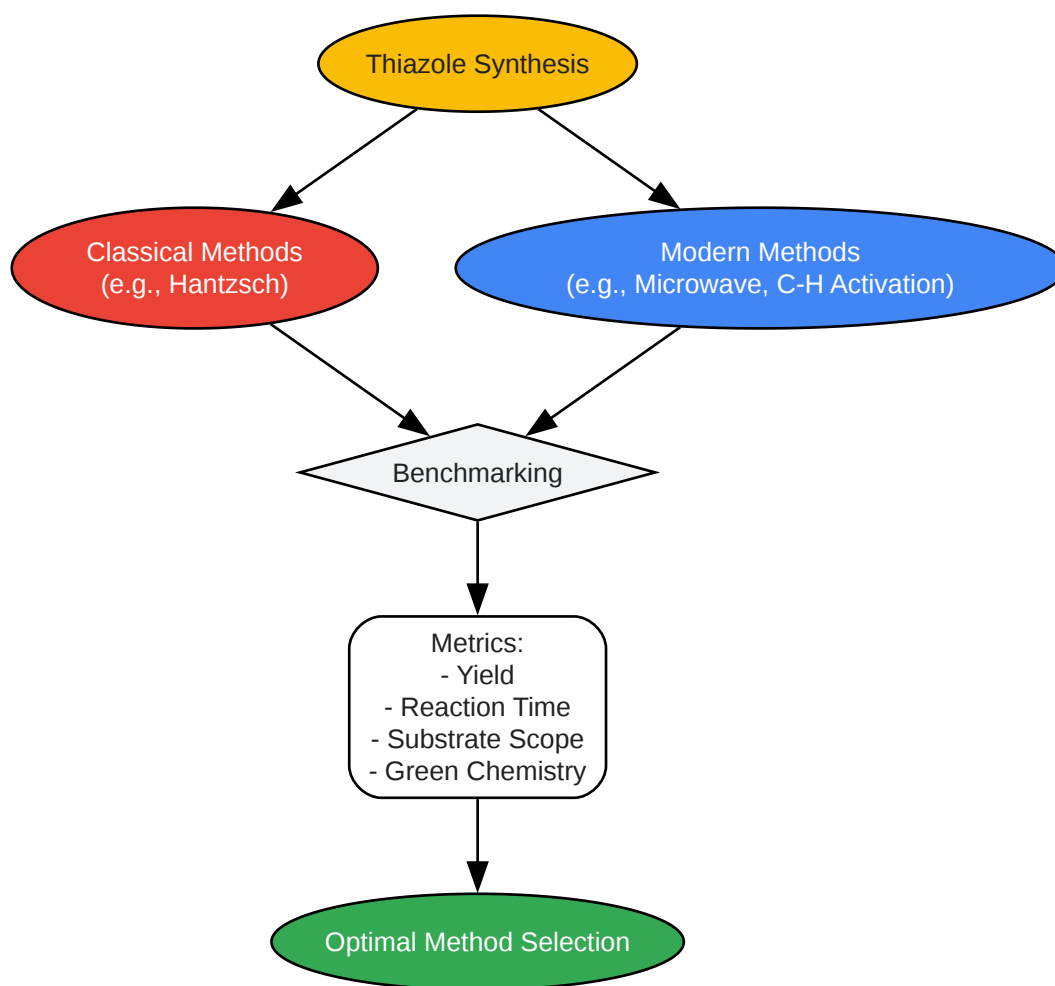 Thiazole Synthesis
Classical Methods
(e.g., Hantzsch)
Modern Methods
(e.g., Microwave, C-H Activation)
Benchmarking
Metrics:
- Yield
- Reaction Time
- Substrate Scope
- Green Chemistry
Optimal Method Selection